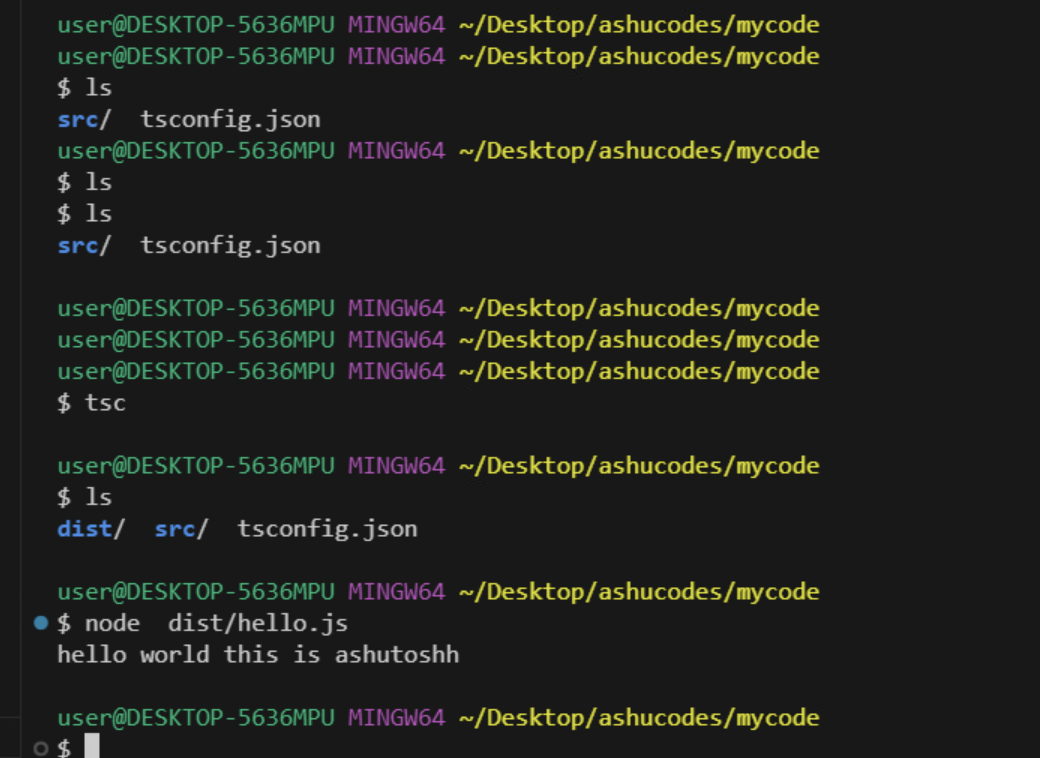 user@DESKTOP-5636MPU MINGW64 ~/Desktop/ashucodes/mycode
user@DESKTOP-5636MPU MINGW64 ~/Desktop/ashucodes/mycode
$ ls
src/  tsconfig.json
user@DESKTOP-5636MPU MINGW64 ~/Desktop/ashucodes/mycode
$ ls
$ ls
src/  tsconfig.json
user@DESKTOP-5636MPU MINGW64 ~/Desktop/ashucodes/mycode
user@DESKTOP-5636MPU MINGW64 ~/Desktop/ashucodes/mycode
user@DESKTOP-5636MPU MINGW64 ~/Desktop/ashucodes/mycode
$ tsc
user@DESKTOP-5636MPU MINGW64 ~/Desktop/ashucodes/mycode
$ ls
dist/  src/  tsconfig.json
user@DESKTOP-5636MPU MINGW64 ~/Desktop/ashucodes/mycode
$ node  dist/hello.js
hello world this is ashutoshh
user@DESKTOP-5636MPU MINGW64 ~/Desktop/ashucodes/mycode
$